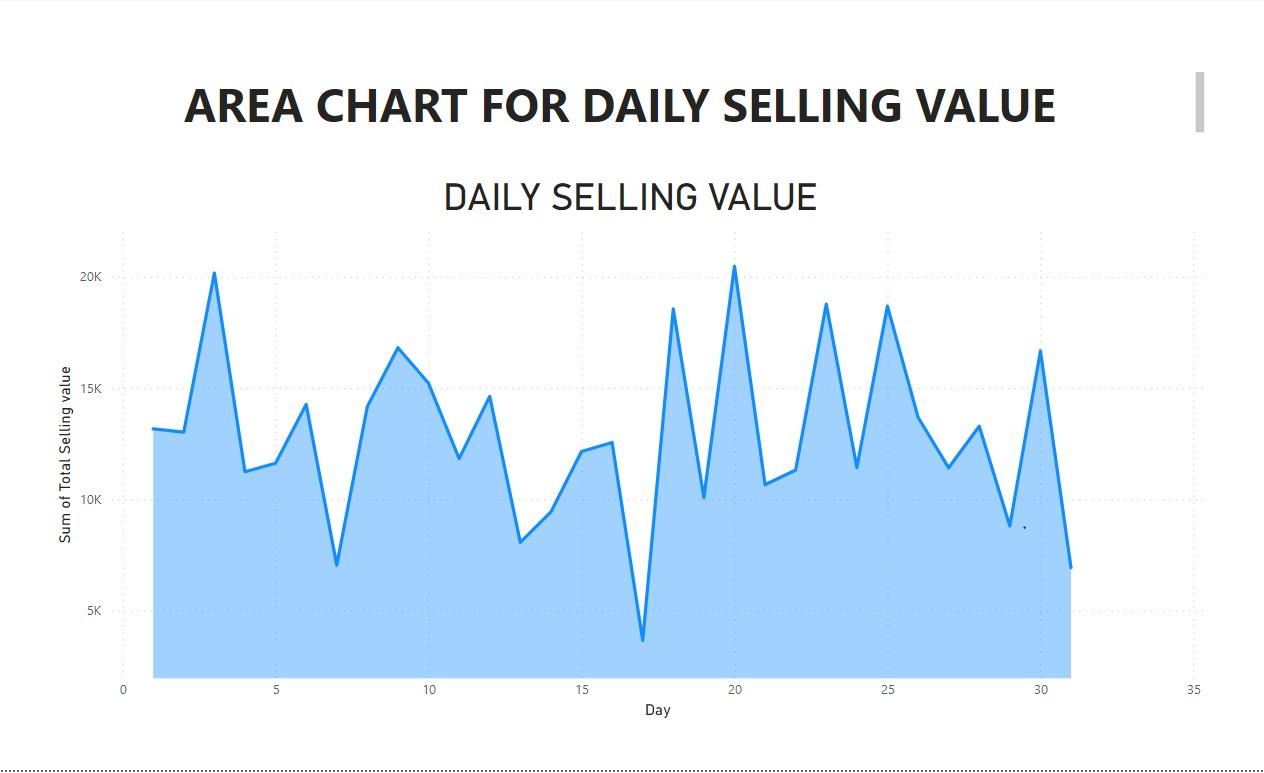 AREA CHART FOR DAILY SELLING VALUE
DAILY SELLING VALUE
Sum of Total Selling value
20K
15K
10K
5K
0 5 10 15 20 25 30 35
Day